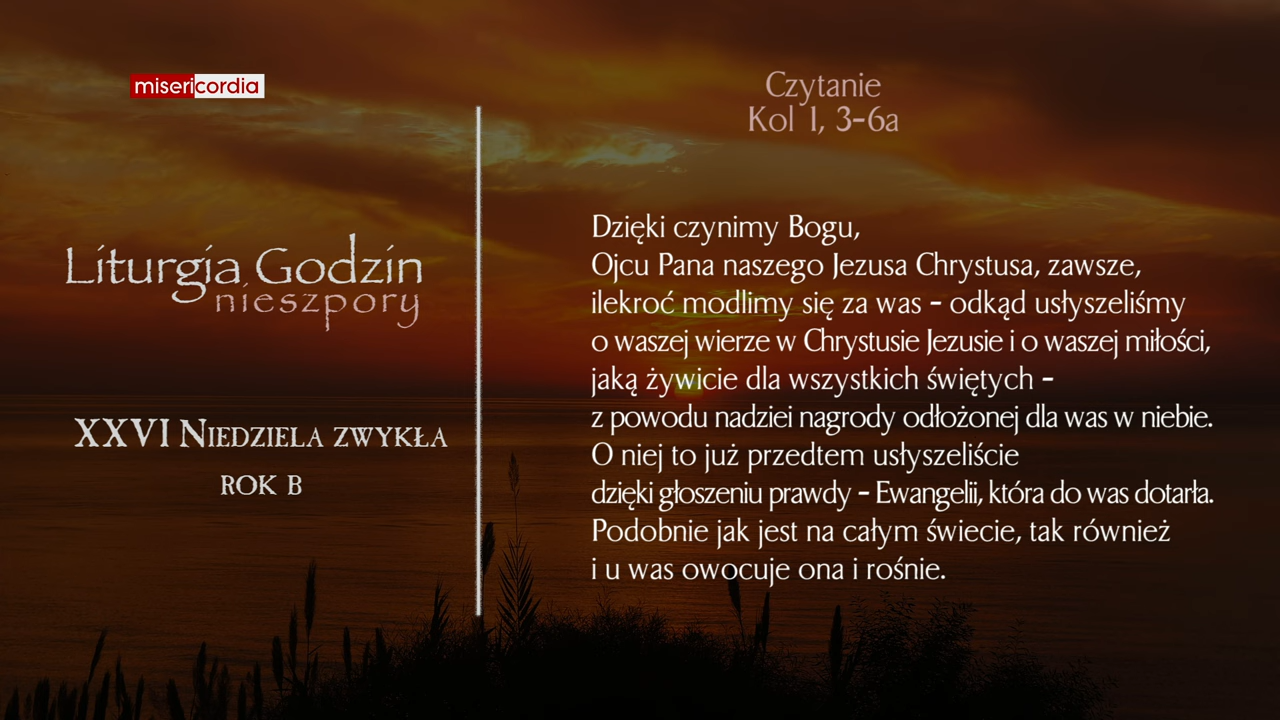 misericordia
Liturgia Godzin
nieszpory
XXVI Niedziela zwykła
rok B
Czytanie
Kol 1, 3-6a
Dzięki czynimy Bogu,
Ojcu Pana naszego Jezusa Chrystusa, zawsze,
ilekroć modlimy się za was - odkąd usłyszeliśmy
o waszej wierze w Chrystusie Jezusie i o waszej miłości,
jaką żywicie dla wszystkich świętych -
z powodu nadziei nagrody odłożonej dla was w niebie.
O niej to już przedtem usłyszeliście
dzięki głoszeniu prawdy - Ewangelii, która do was dotarła.
Podobnie jak jest na całym świecie, tak również
i u was owocuje ona i rośnie.